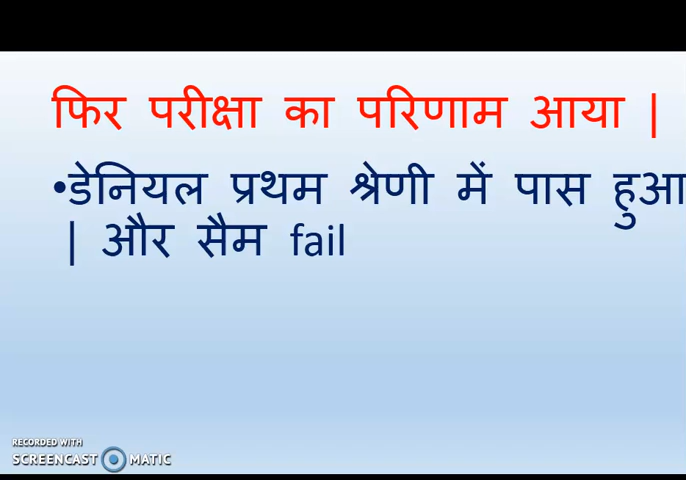 फिर परीक्षा का परिणाम आया |
•डेनियल प्रथम श्रेणी में पास हुआ
| और सैम fail
RECORDED WITH
SCREENCAST MATIC